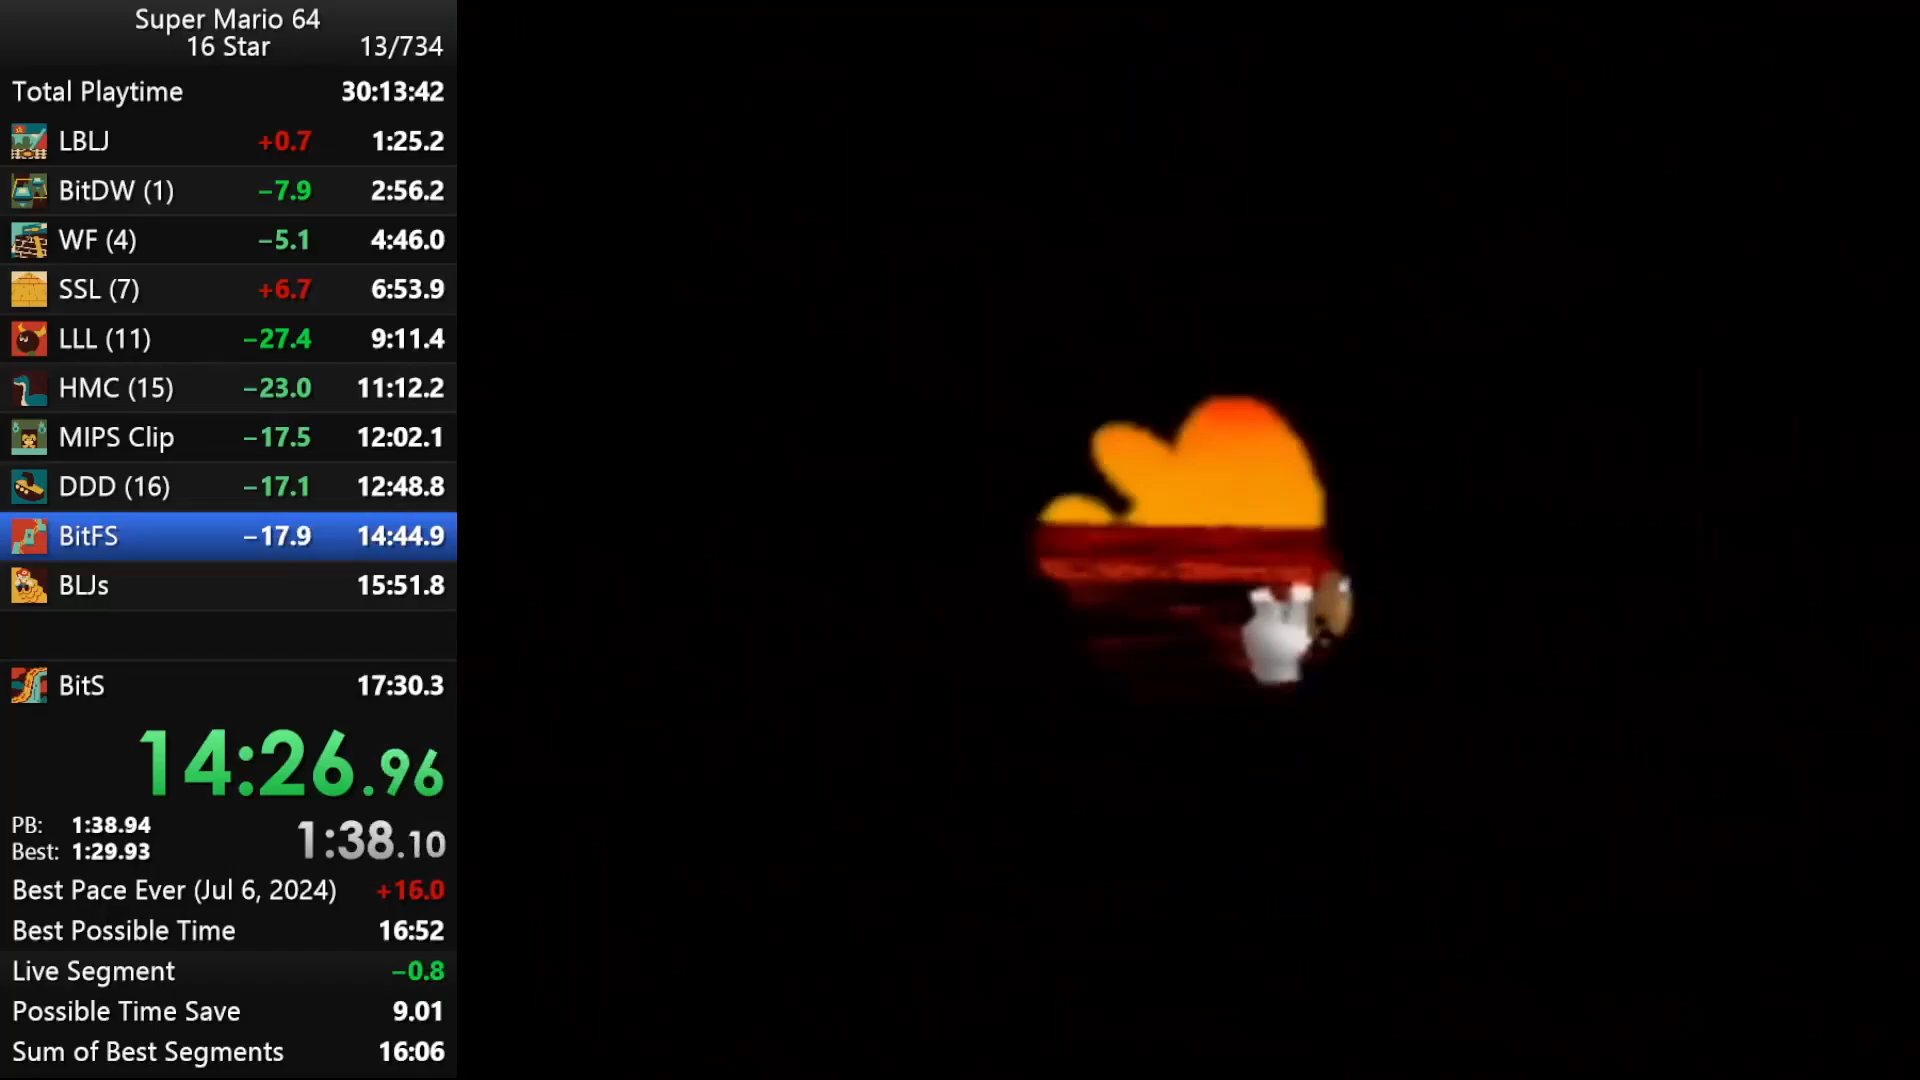 Super Mario 64
16 Star 13/734
Total Playtime 30:13:42
LBLJ +0.7 1:25.2
BitDW (1) −7.9 2:56.2
WF (4) −5.1 4:46.0
SSL (7) +6.7 6:53.9
LLL (11) −27.4 9:11.4
HMC (15) −23.0 11:12.2
MIPS Clip −17.5 12:02.1
DDD (16) −17.1 12:48.8
BitFS −17.9 14:44.9
BLJs 15:51.8
BitS 17:30.3
14:26.96
PB: 1:38.94 1:38.10
Best: 1:29.93
Best Pace Ever (Jul 6, 2024) +16.0
Best Possible Time 16:52
Live Segment −0.8
Possible Time Save 9.01
Sum of Best Segments 16:06